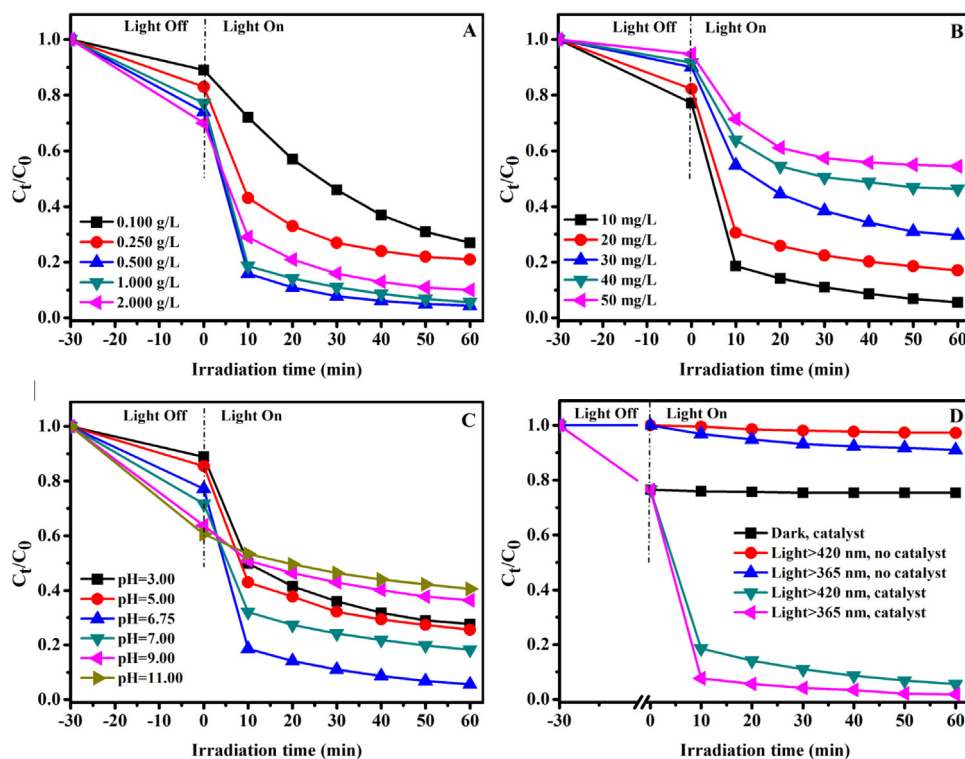 Light Off Light On A
1.0
0.8
0.6
0.4
0.2
0.0
Ct/C0
0.100 g/L
0.250 g/L
0.500 g/L
1.000 g/L
2.000 g/L
-30 -20 -10 0 10 20 30 40 50 60
Irradiation time (min)
Light Off Light On B
1.0
0.8
0.6
0.4
0.2
0.0
Ct/C0
10 mg/L
20 mg/L
30 mg/L
40 mg/L
50 mg/L
-30 -20 -10 0 10 20 30 40 50 60
Irradiation time (min)
Light Off Light On C
1.0
0.8
0.6
0.4
0.2
0.0
Ct/C0
pH=3.00
pH=5.00
pH=6.75
pH=7.00
pH=9.00
pH=11.00
-30 -20 -10 0 10 20 30 40 50 60
Irradiation time (min)
Light Off Light On D
1.0
0.8
0.6
0.4
0.2
0.0
Ct/C0
Dark, catalyst
Light>420 nm, no catalyst
Light>365 nm, no catalyst
Light>420 nm, catalyst
Light>365 nm, catalyst
-30 0 10 20 30 40 50 60
Irradiation time (min)